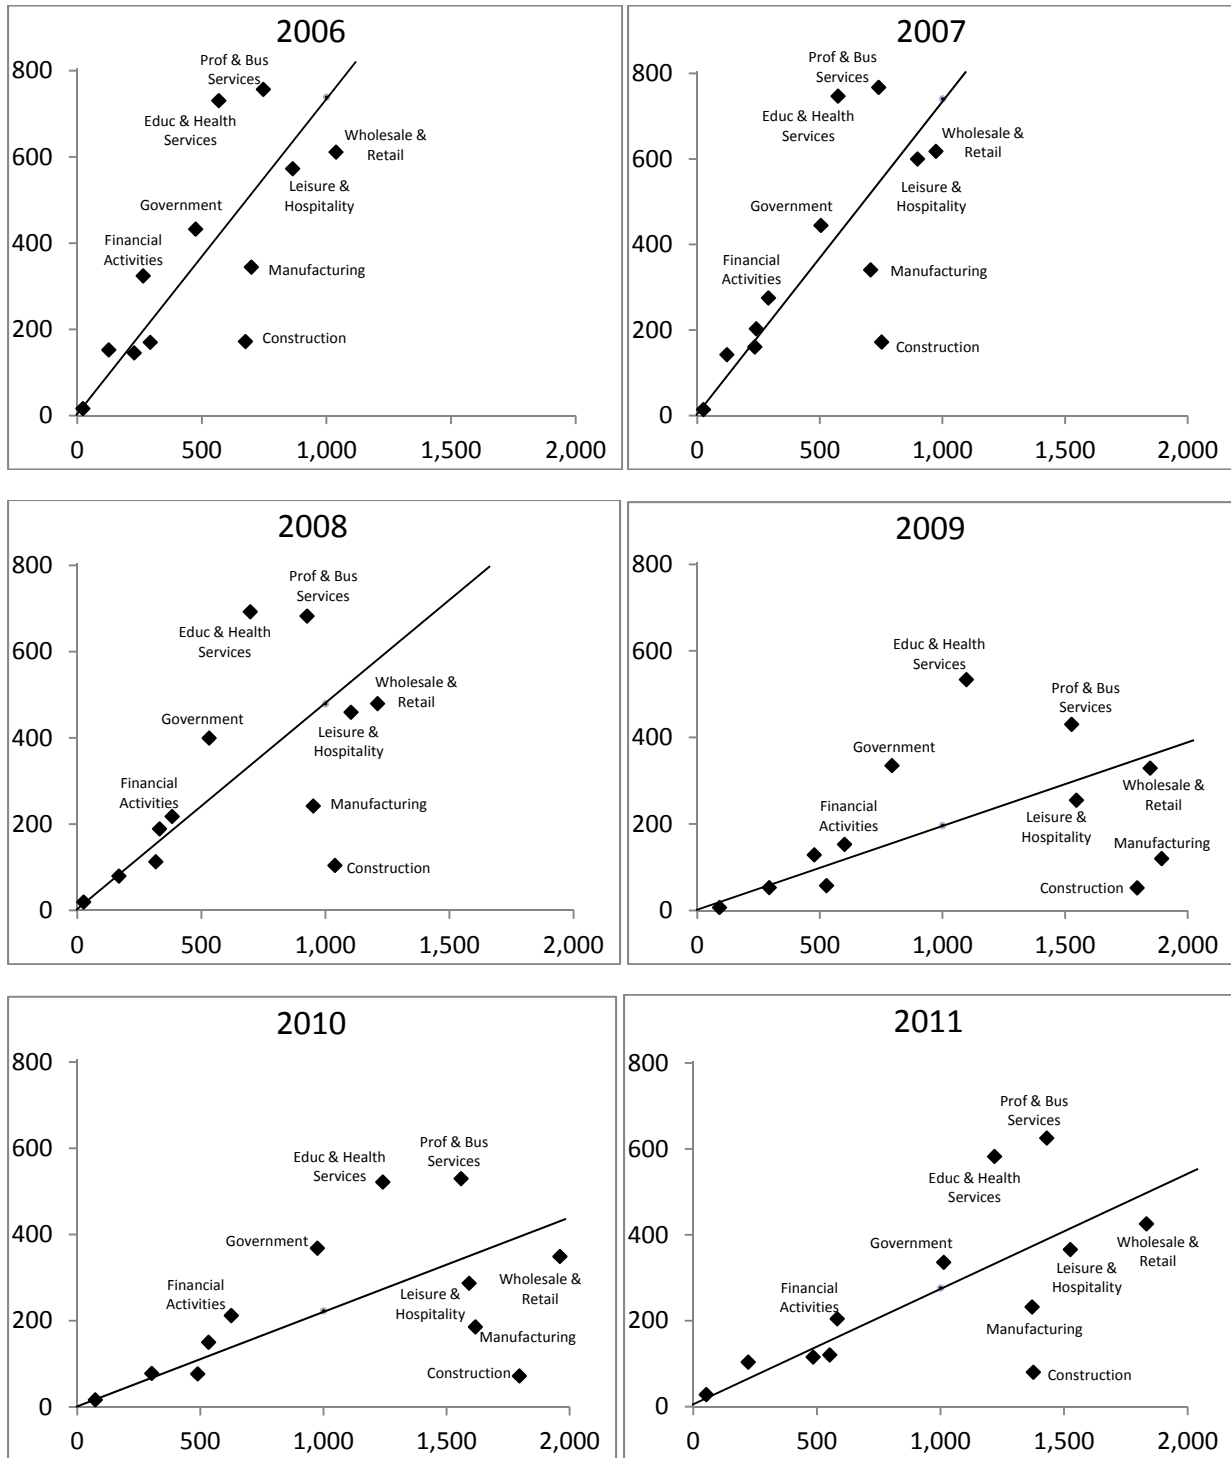 2006
800
600
400
200
0
0 500 1,000 1,500 2,000
Prof & Bus
Services
Educ & Health
Services
Wholesale &
Retail
Leisure &
Hospitality
Government
Financial
Activities
Manufacturing
Construction
2007
800
600
400
200
0
0 500 1,000 1,500 2,000
Prof & Bus
Services
Educ & Health
Services
Wholesale &
Retail
Leisure &
Hospitality
Government
Financial
Activities
Manufacturing
Construction
2008
800
600
400
200
0
0 500 1,000 1,500 2,000
Prof & Bus
Services
Educ & Health
Services
Wholesale &
Retail
Government
Leisure &
Hospitality
Financial
Activities
Manufacturing
Construction
2009
800
600
400
200
0
0 500 1,000 1,500 2,000
Educ & Health
Services
Prof & Bus
Services
Government
Wholesale &
Retail
Financial
Activities
Leisure &
Hospitality
Manufacturing
Construction
2010
800
600
400
200
0
0 500 1,000 1,500 2,000
Prof & Bus
Services
Educ & Health
Services
Government
Wholesale &
Retail
Financial
Activities
Leisure &
Hospitality
Manufacturing
Construction
2011
800
600
400
200
0
0 500 1,000 1,500 2,000
Prof & Bus
Services
Educ & Health
Services
Government
Wholesale &
Retail
Leisure &
Hospitality
Financial
Activities
Manufacturing
Construction